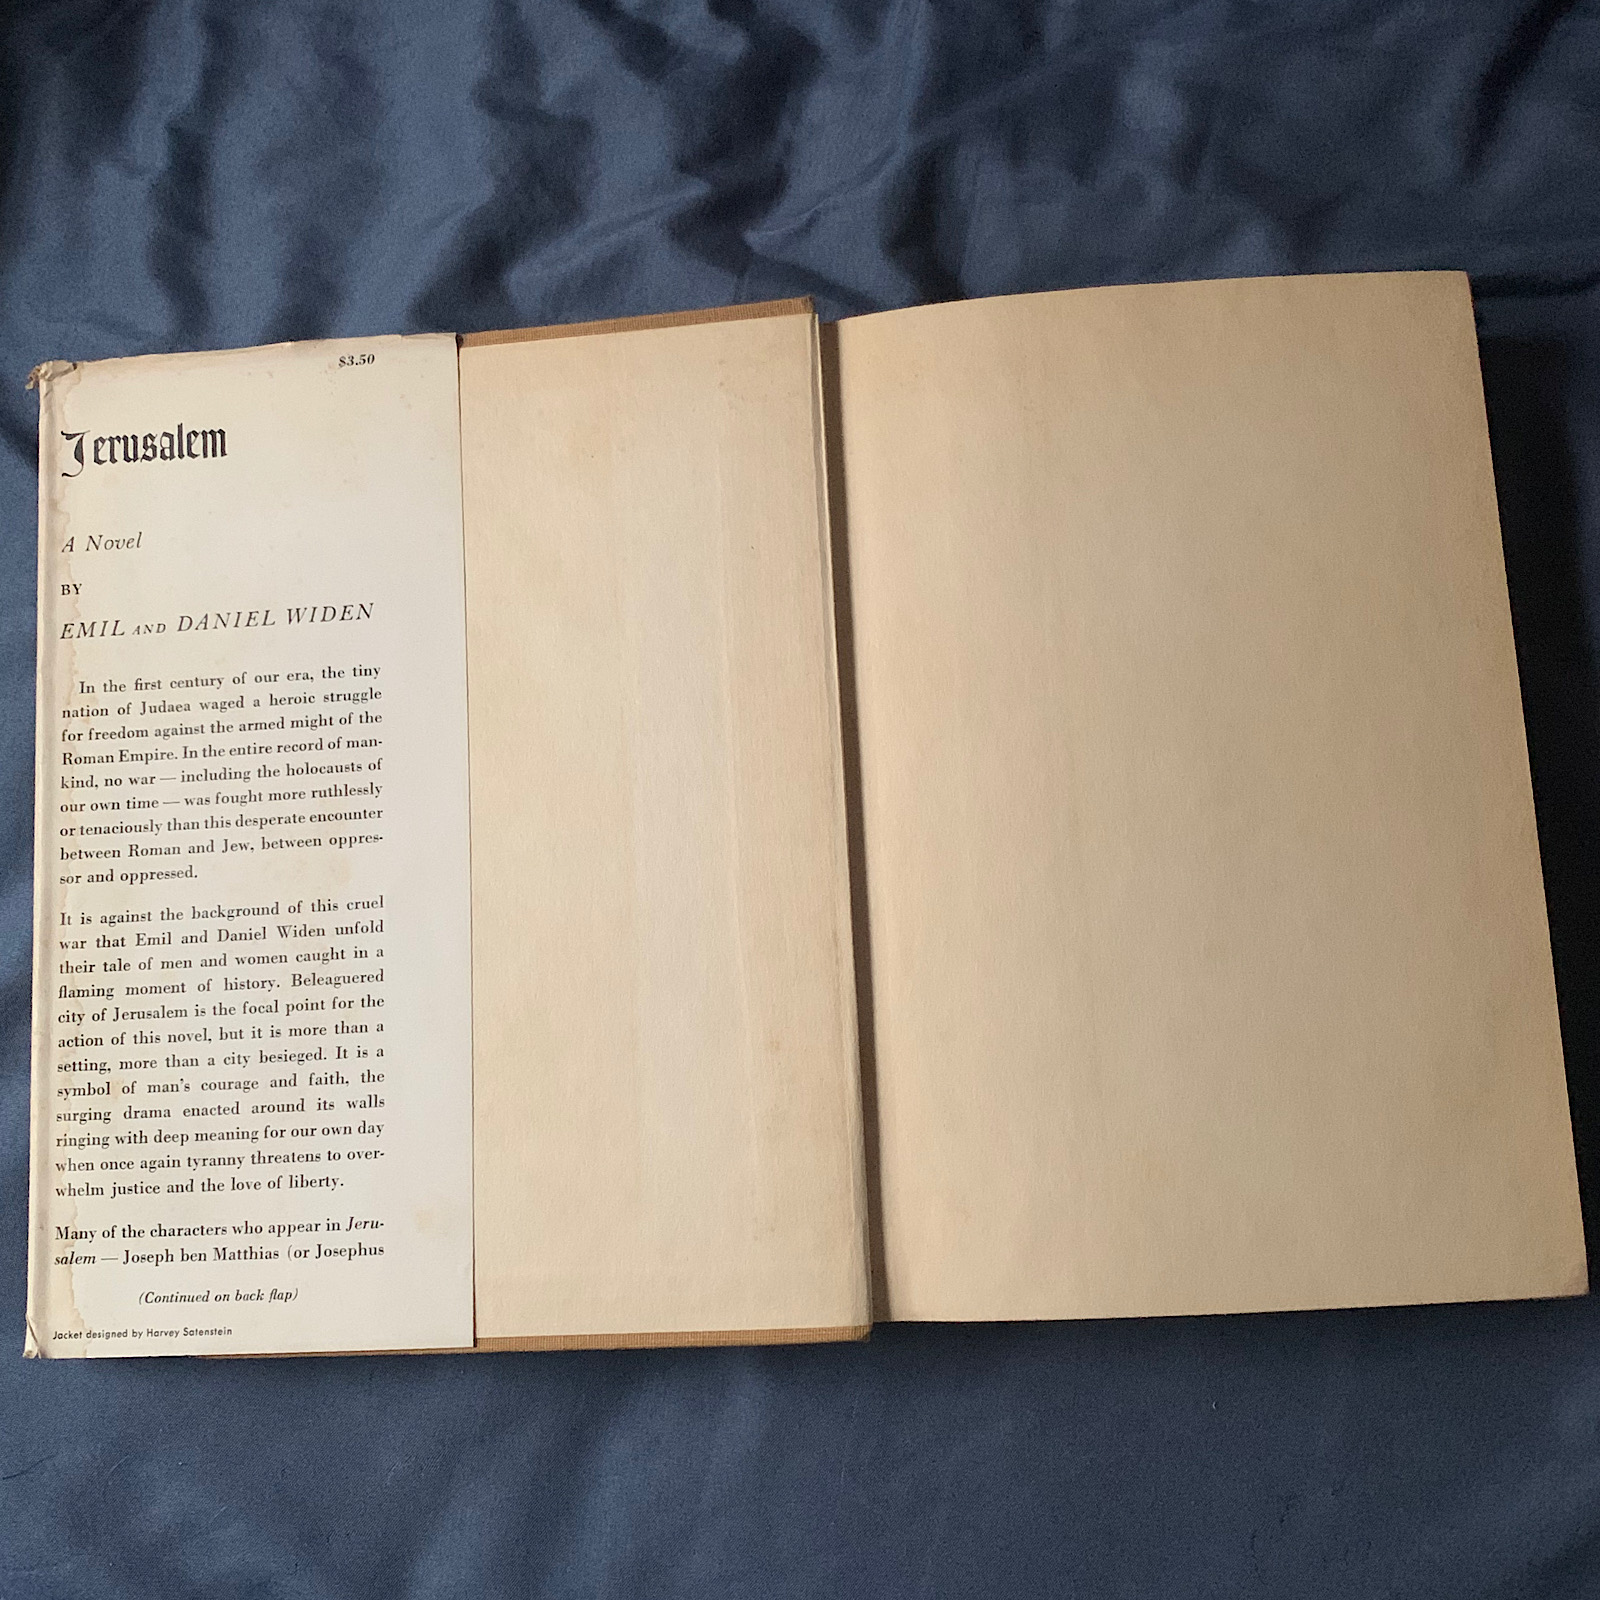 $3.50
Jerusalem
A Novel
BY
EMIL AND DANIEL WIDEN
In the first century of our era, the tiny
nation of Judaea waged a heroic struggle
for freedom against the armed might of the
Roman Empire. In the entire record of man-
kind, no war — including the holocausts of
our own time — was fought more ruthlessly
or tenaciously than this desperate encounter
between Roman and Jew, between oppres-
sor and oppressed.
It is against the background of this cruel
war that Emil and Daniel Widen unfold
their tale of men and women caught in a
flaming moment of history. Beleaguered
city of Jerusalem is the focal point for the
action of this novel, but it is more than a
setting, more than a city besieged. It is a
symbol of man's courage and faith, the
surging drama enacted around its walls
ringing with deep meaning for our own day
when once again tyranny threatens to over-
whelm justice and the love of liberty.
Many of the characters who appear in Jeru-
salem — Joseph ben Matthias (or Josephus
(Continued on back flap)
Jacket designed by Harvey Satenstein